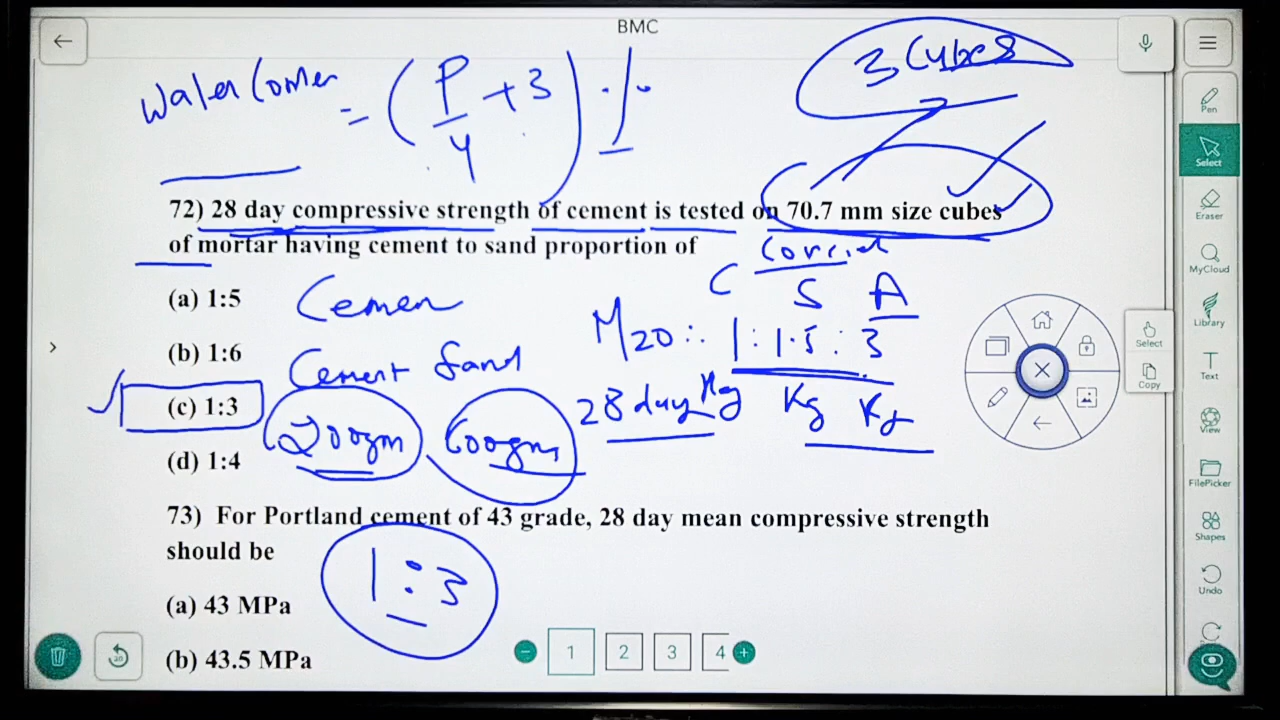 BMC
3 Cubes
= (P/4 + 3) %
72) 28 day compressive strength of cement is tested on 70.7 mm size cubes
of mortar having cement to sand proportion of
C S A
(a) 1:5
Cemen
M20 :- 1 : 1.5 : 3
(b) 1:6
Cement Sand
28 day Kg Kg Kg
(c) 1:3
200gm 600gm
(d) 1:4
73) For Portland cement of 43 grade, 28 day mean compressive strength
should be
1:3
(a) 43 MPa
(b) 43.5 MPa
1 2 3 4
Pen
Select
Eraser
MyCloud
Library
Text
View
FilePicker
Shapes
Undo
Select
Copy